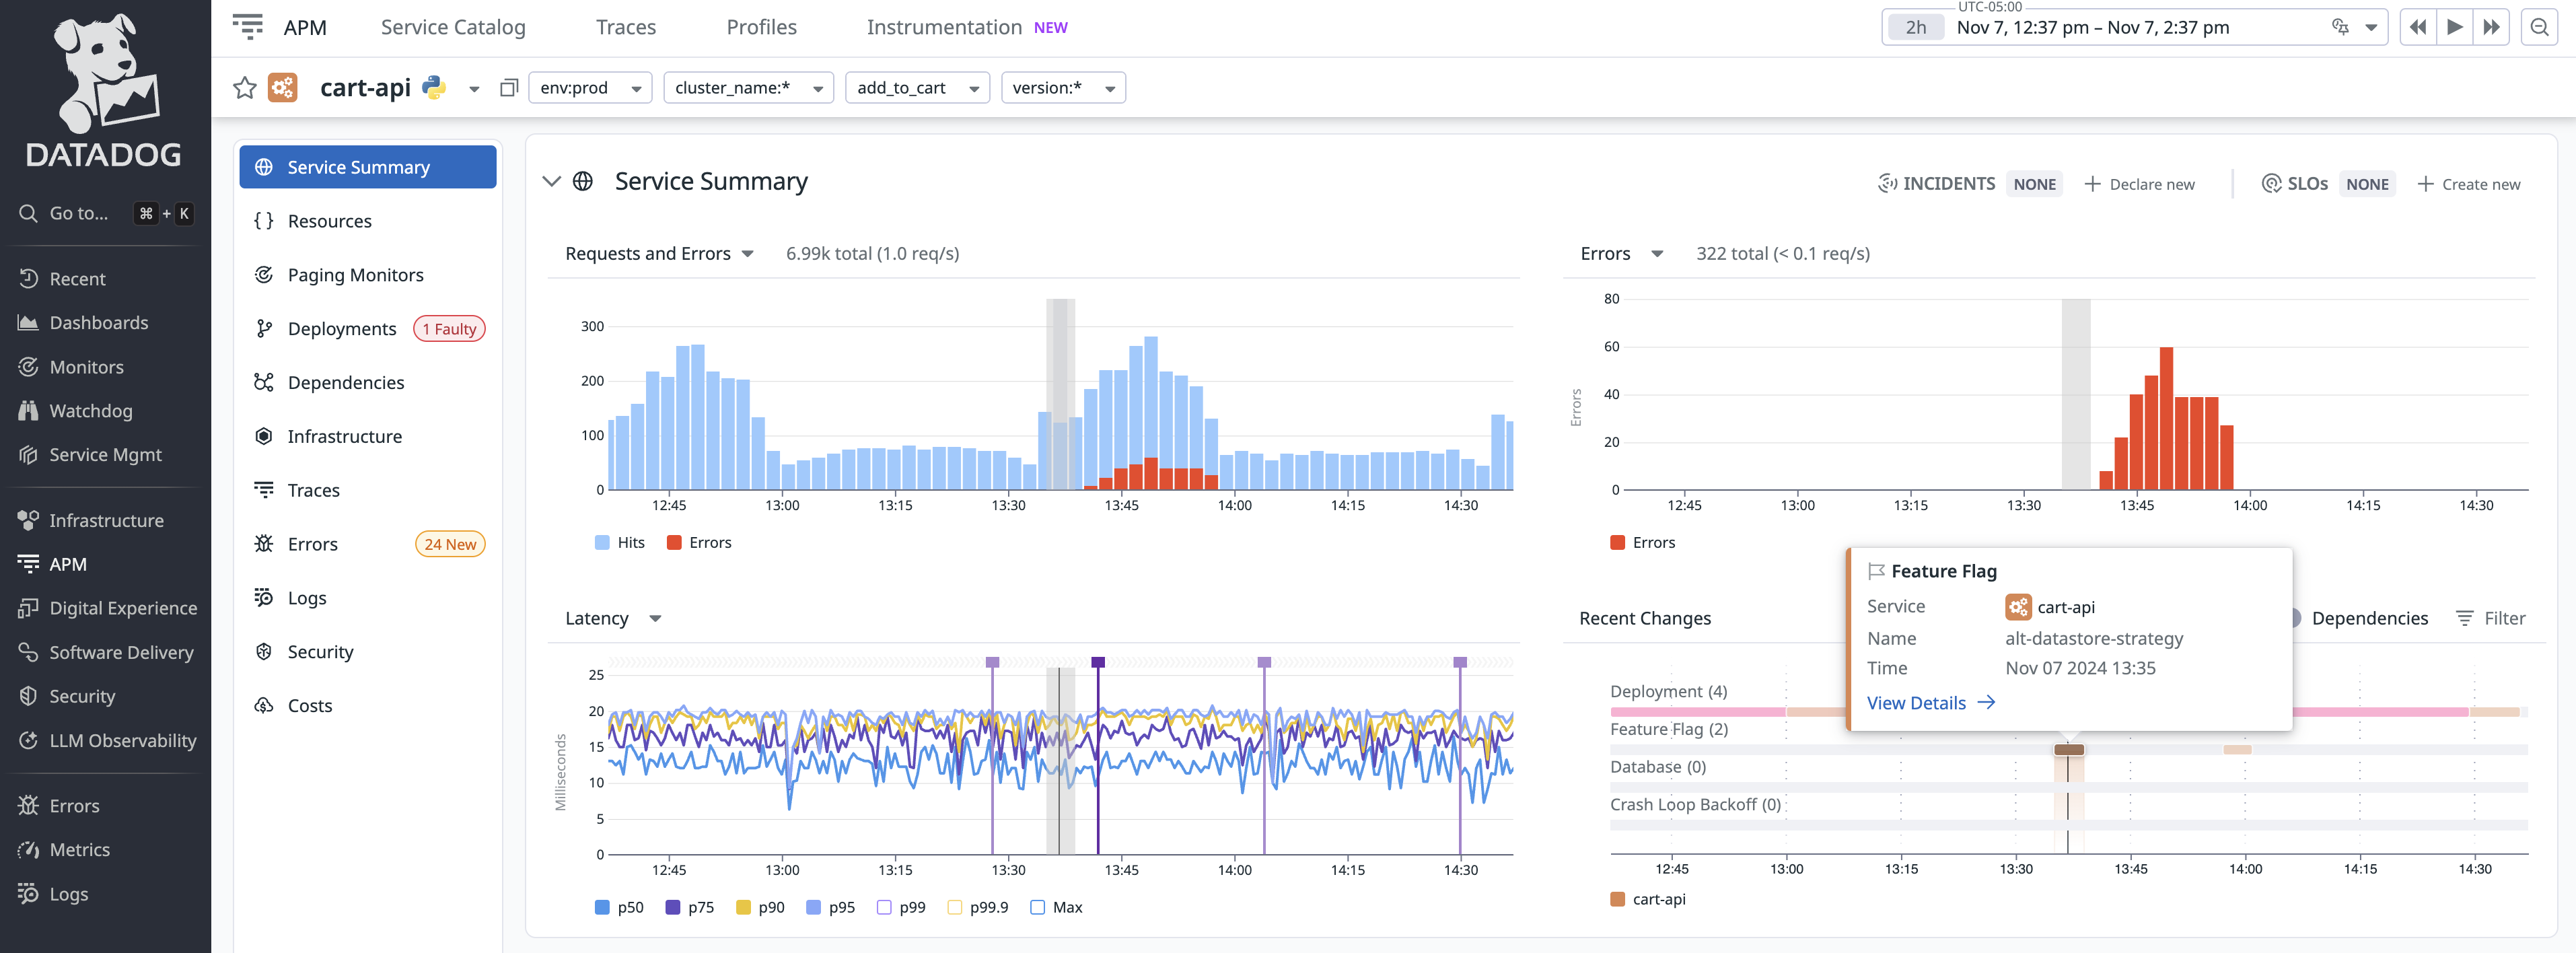 DATADOG
Go to... ⌘ + K
Recent
Dashboards
Monitors
Watchdog
Service Mgmt
Infrastructure
APM
Digital Experience
Software Delivery
Security
LLM Observability
Errors
Metrics
Logs
APM Service Catalog Traces Profiles Instrumentation NEW
UTC-05:00
2h Nov 7, 12:37 pm – Nov 7, 2:37 pm
cart-api env:prod cluster_name:* add_to_cart version:*
Service Summary
Resources
Paging Monitors
Deployments 1 Faulty
Dependencies
Infrastructure
Traces
Errors 24 New
Logs
Security
Costs
Service Summary
INCIDENTS NONE + Declare new
SLOs NONE + Create new
Requests and Errors 6.99k total (1.0 req/s)
300
200
100
0
12:45 13:00 13:15 13:30 13:45 14:00 14:15 14:30
Hits Errors
Errors 322 total (< 0.1 req/s)
Errors
80
60
40
20
0
12:45 13:00 13:15 13:30 13:45 14:00 14:15 14:30
Errors
Latency
Milliseconds
25
20
15
10
5
0
12:45 13:00 13:15 13:30 13:45 14:00 14:15 14:30
p50 p75 p90 p95 p99 p99.9 Max
Recent Changes
Dependencies Filter
Feature Flag
Service cart-api
Name alt-datastore-strategy
Time Nov 07 2024 13:35
View Details →
Deployment (4)
Feature Flag (2)
Database (0)
Crash Loop Backoff (0)
12:45 13:00 13:15 13:30 13:45 14:00 14:15 14:30
cart-api